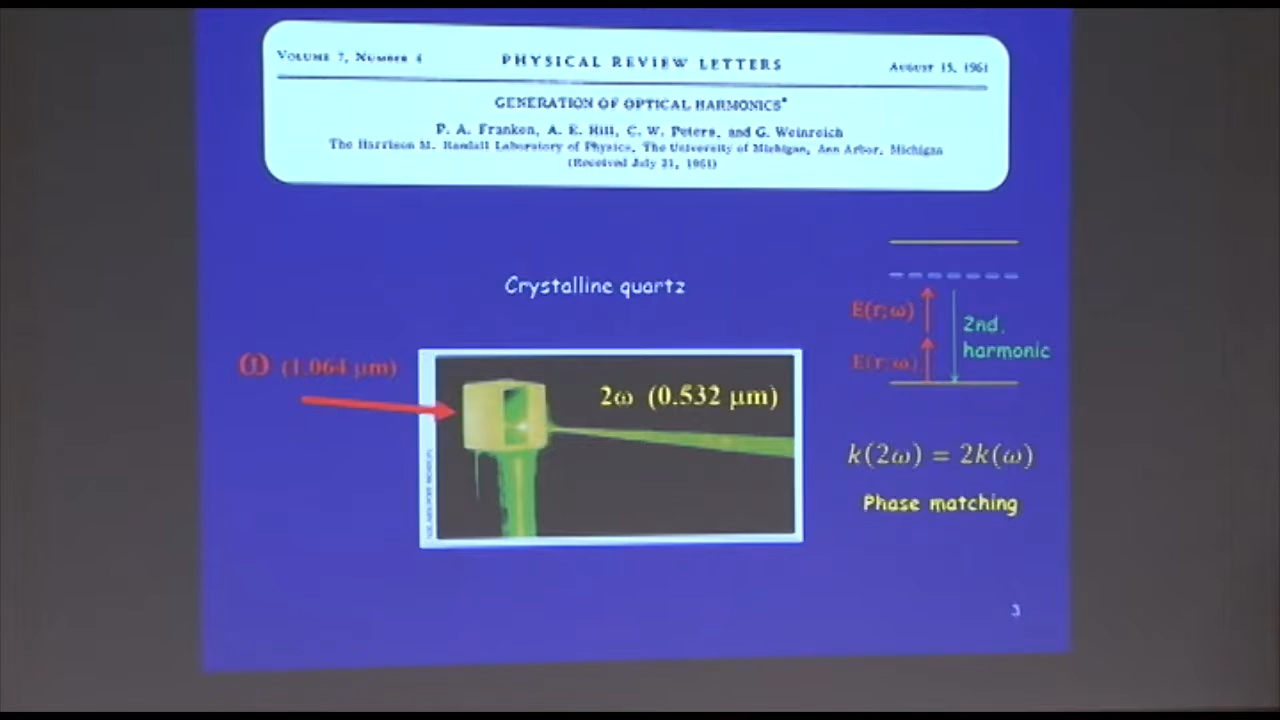 VOLUME 7, NUMBER 4 PHYSICAL REVIEW LETTERS AUGUST 15, 1961
GENERATION OF OPTICAL HARMONICS*
P. A. Franken, A. E. Hill, C. W. Peters, and G. Weinreich
The Harrison M. Randall Laboratory of Physics, The University of Michigan, Ann Arbor, Michigan
(Received July 21, 1961)
Crystalline quartz
ω (1.064 μm)
2ω (0.532 μm)
E(r;ω)
E(r;ω)
2nd.
harmonic
k(2ω) = 2k(ω)
Phase matching
3